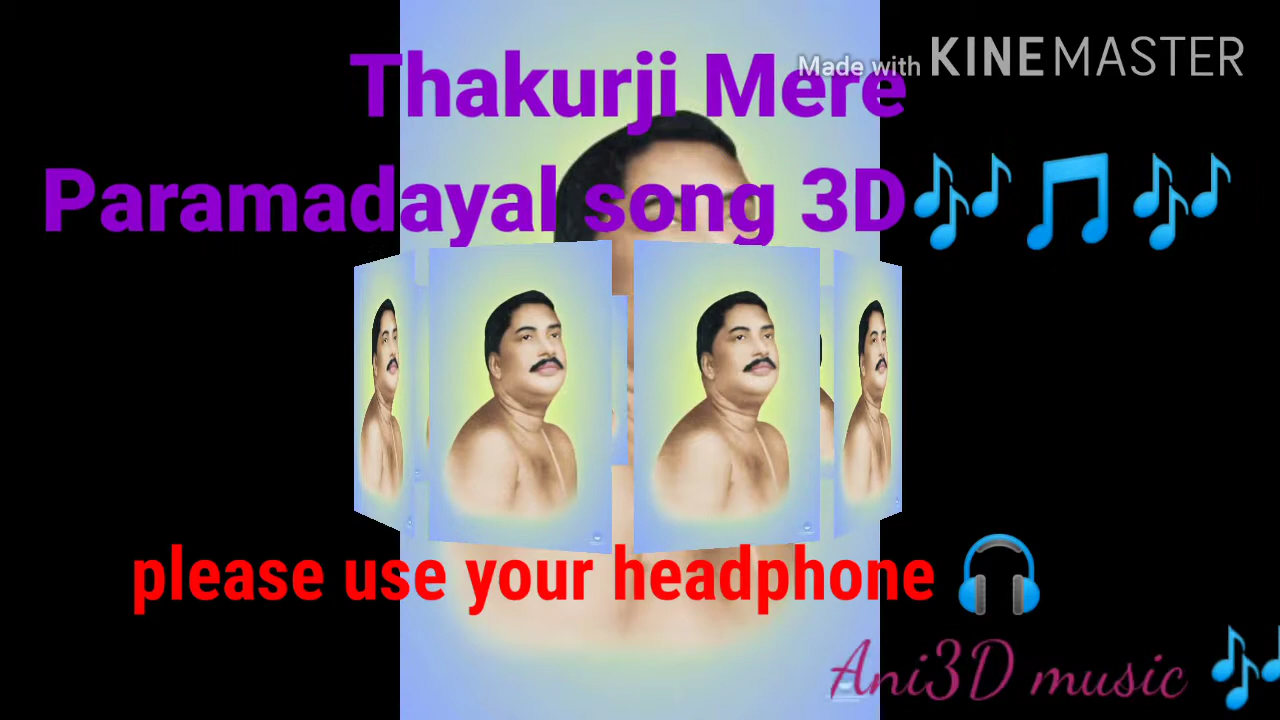 Made with KINEMASTER
Thakurji Mere
Paramadayal song 3D🎶🎵🎶
please use your headphone 🎧
Ani3D music 🎶